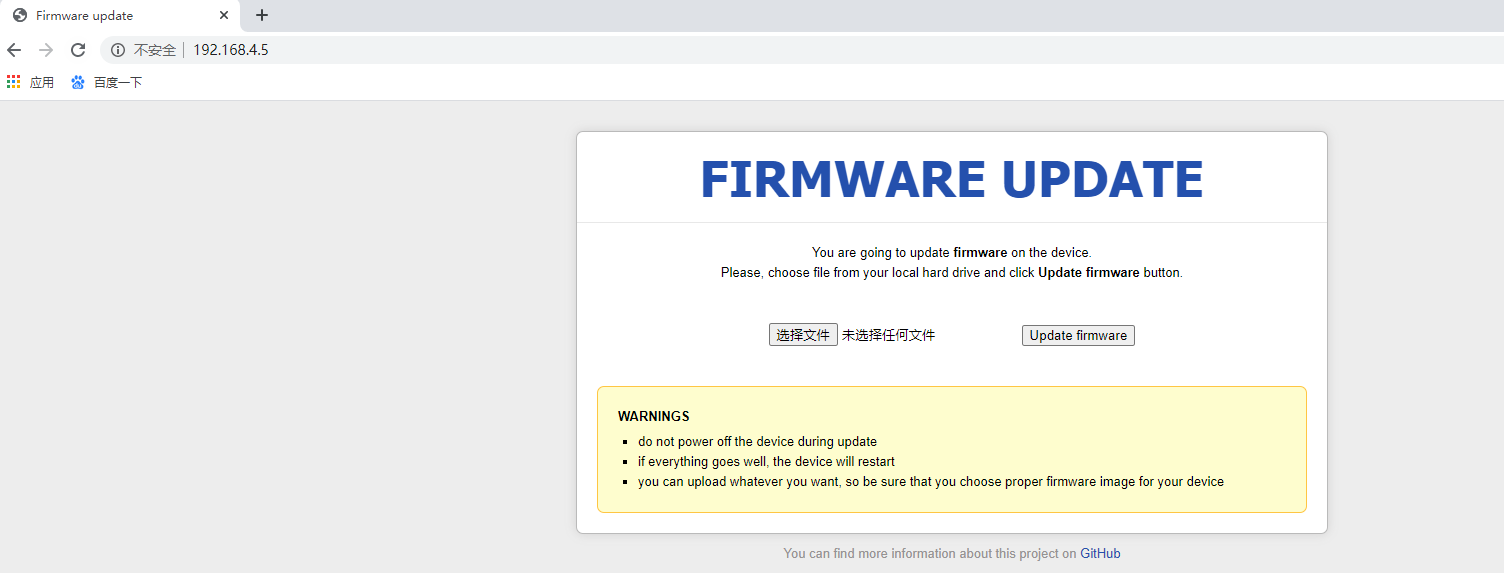 Firmware update
不安全 192.168.4.5
应用 百度一下
FIRMWARE UPDATE
You are going to update firmware on the device.
Please, choose file from your local hard drive and click Update firmware button.
选择文件 未选择任何文件 Update firmware
WARNINGS
do not power off the device during update
if everything goes well, the device will restart
you can upload whatever you want, so be sure that you choose proper firmware image for your device
You can find more information about this project on GitHub